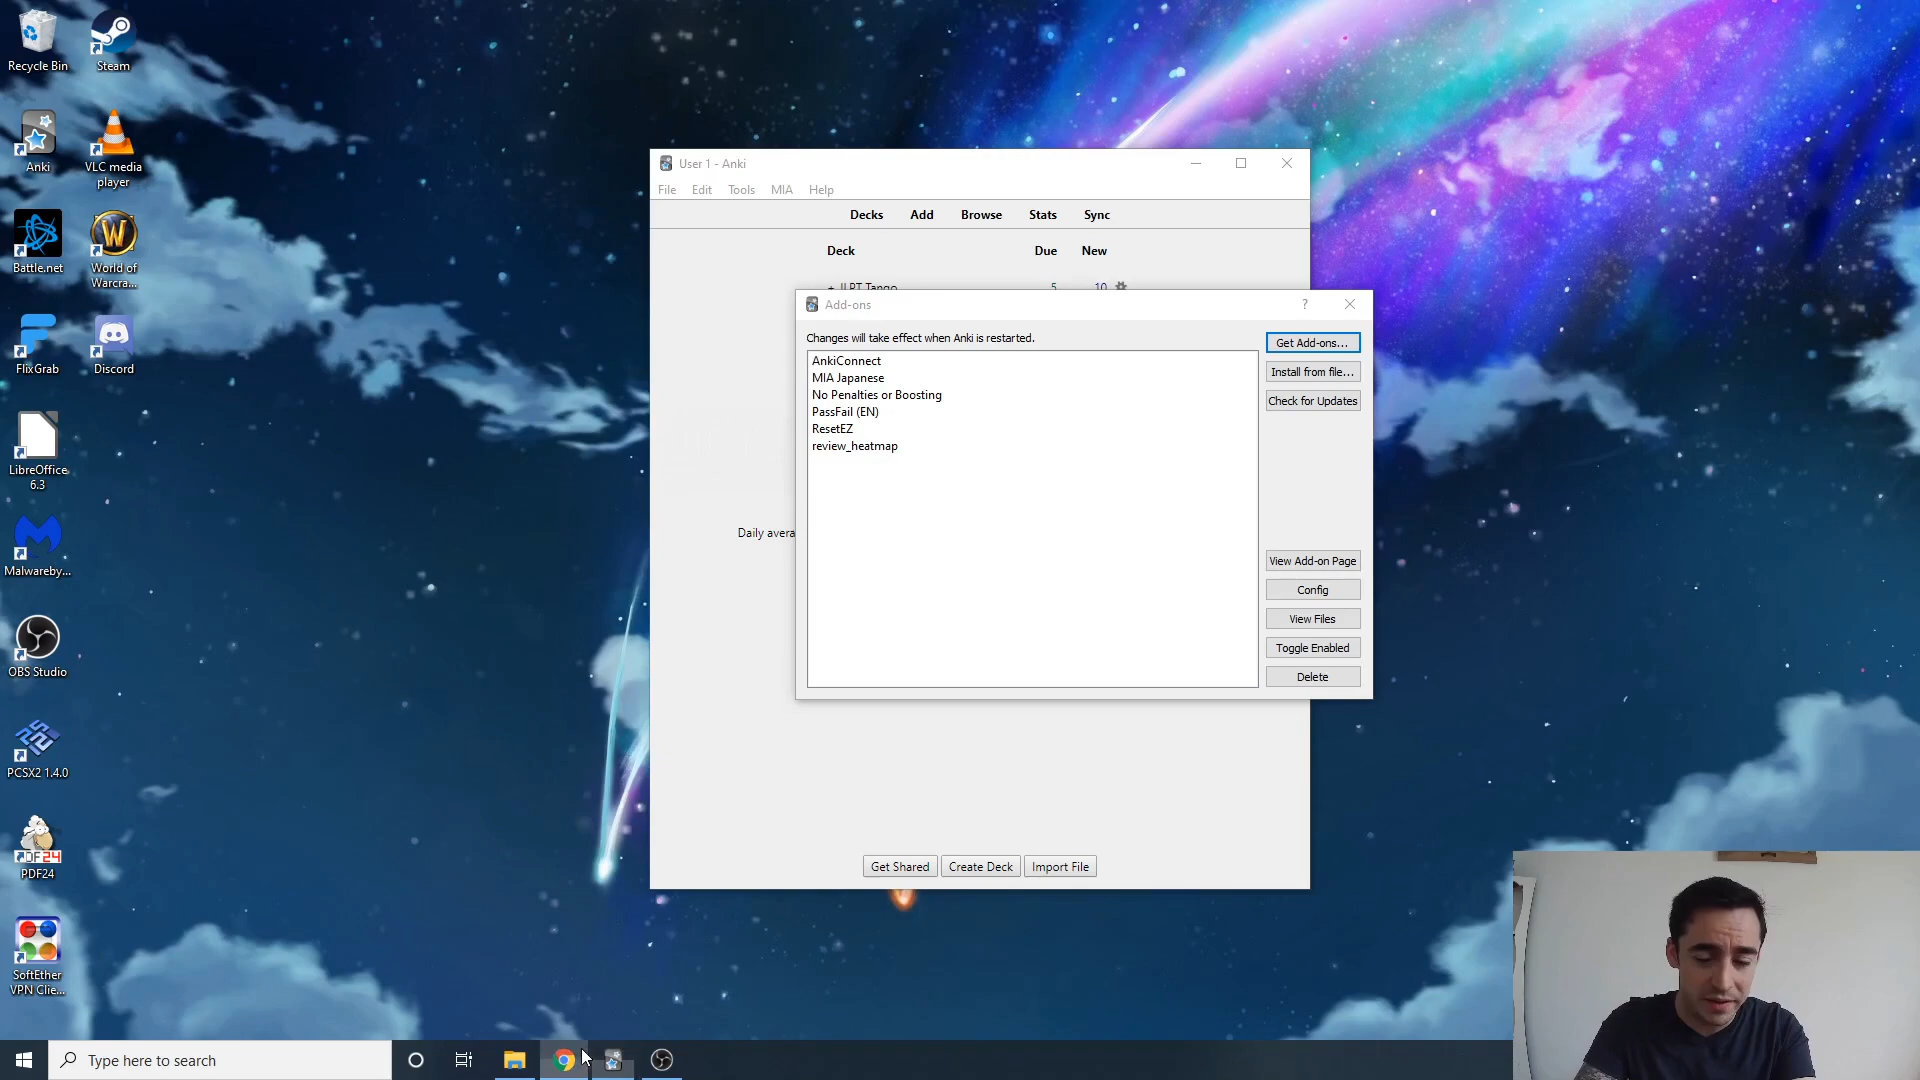 Recycle Bin
Steam
Anki
VLC media
player
Battle.net
World of
Warcra...
FlixGrab
Discord
LibreOffice
6.3
Malwareby...
OBS Studio
PCSX2 1.4.0
PDF24
SoftEther
VPN Clie...
User 1 - Anki
File Edit Tools MIA Help
Decks Add Browse Stats Sync
Deck Due New
JLPT Tango 5 10
Daily avera
Get Shared Create Deck Import File
Add-ons
Changes will take effect when Anki is restarted.
AnkiConnect
MIA Japanese
No Penalties or Boosting
PassFail (EN)
ResetEZ
review_heatmap
Get Add-ons...
Install from file...
Check for Updates
View Add-on Page
Config
View Files
Toggle Enabled
Delete
Type here to search